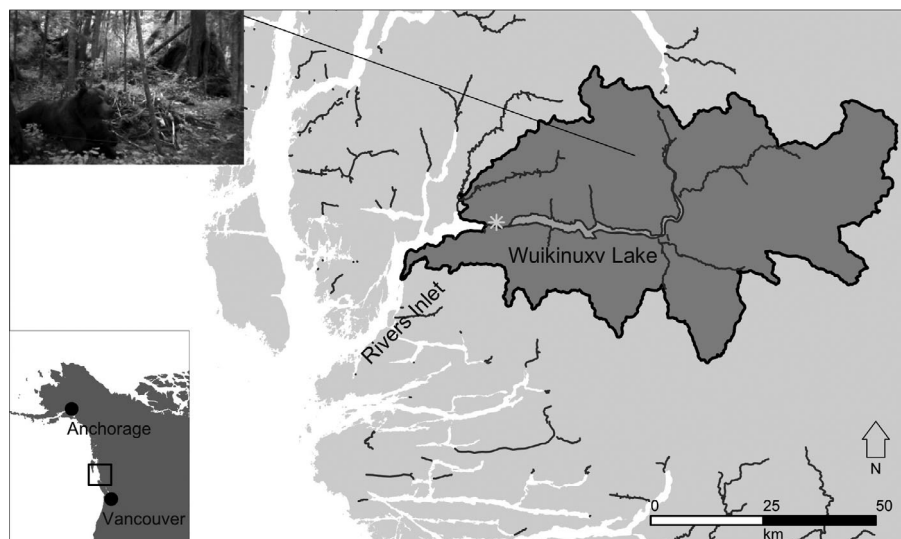 Wuikinuxv Lake
Rivers Inlet
Anchorage
Vancouver
N
0 25 50
km